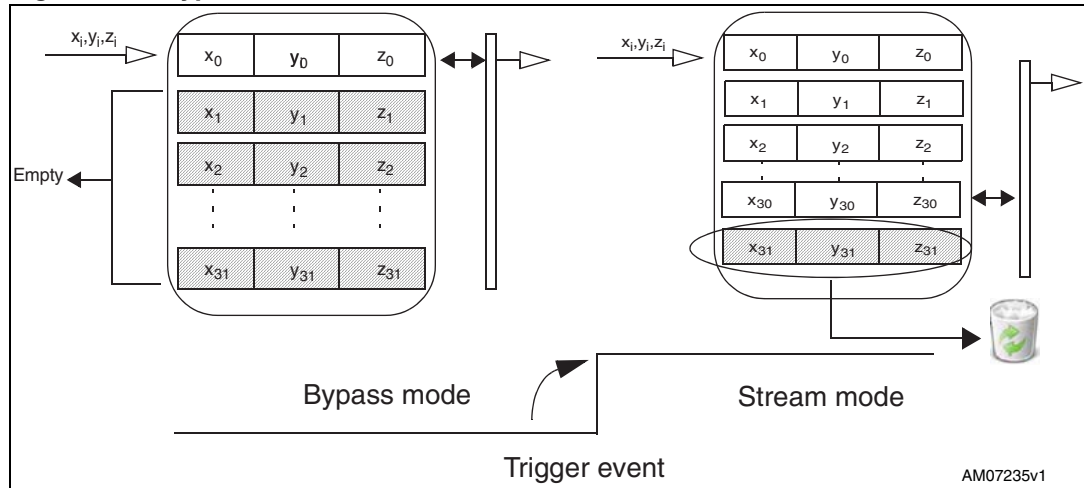 xi,yi,zi
x0 y0 z0
x1 y1 z1
x2 y2 z2
x31 y31 z31
Empty
xi,yi,zi
x0 y0 z0
x1 y1 z1
x2 y2 z2
x30 y30 z30
x31 y31 z31
Bypass mode
Stream mode
Trigger event
AM07235v1